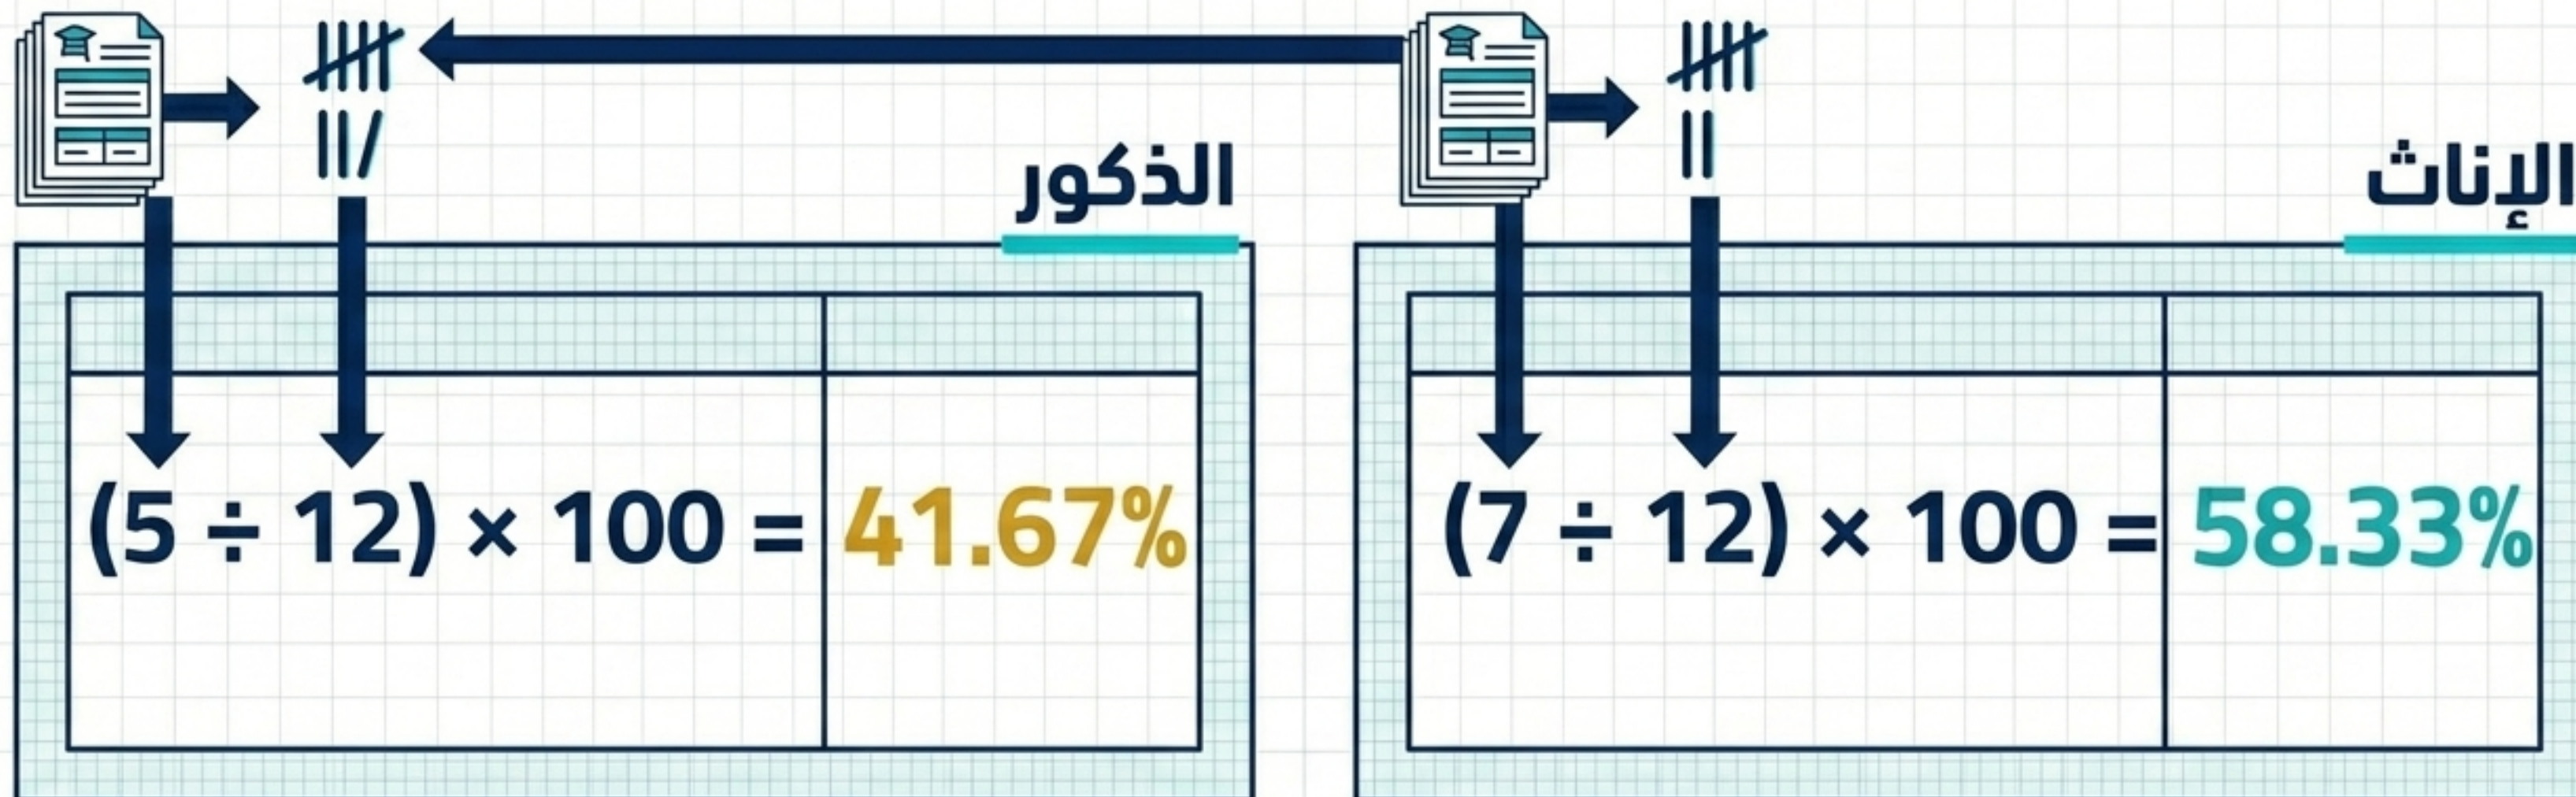 الإناث
الذكور
(7 ÷ 12) × 100 = 58.33%
(5 ÷ 12) × 100 = 41.67%